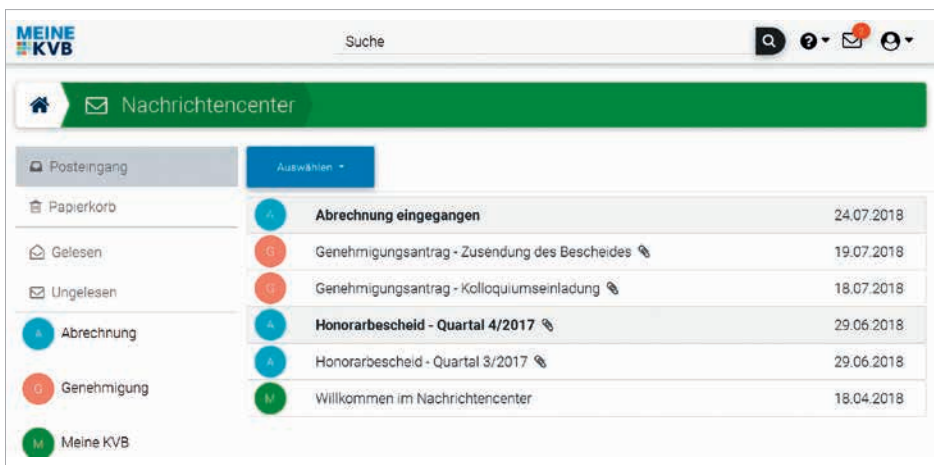 MEINE
KVB
Suche
Nachrichtencenter
Posteingang
Auswählen
Papierkorb
A Abrechnung eingegangen 24.07.2018
Gelesen
G Genehmigungsantrag - Zusendung des Bescheides 19.07.2018
Ungelesen
G Genehmigungsantrag - Kolloquiumseinladung 18.07.2018
A Abrechnung
A Honorarbescheid - Quartal 4/2017 29.06.2018
A Honorarbescheid - Quartal 3/2017 29.06.2018
G Genehmigung
M Willkommen im Nachrichtencenter 18.04.2018
M Meine KVB